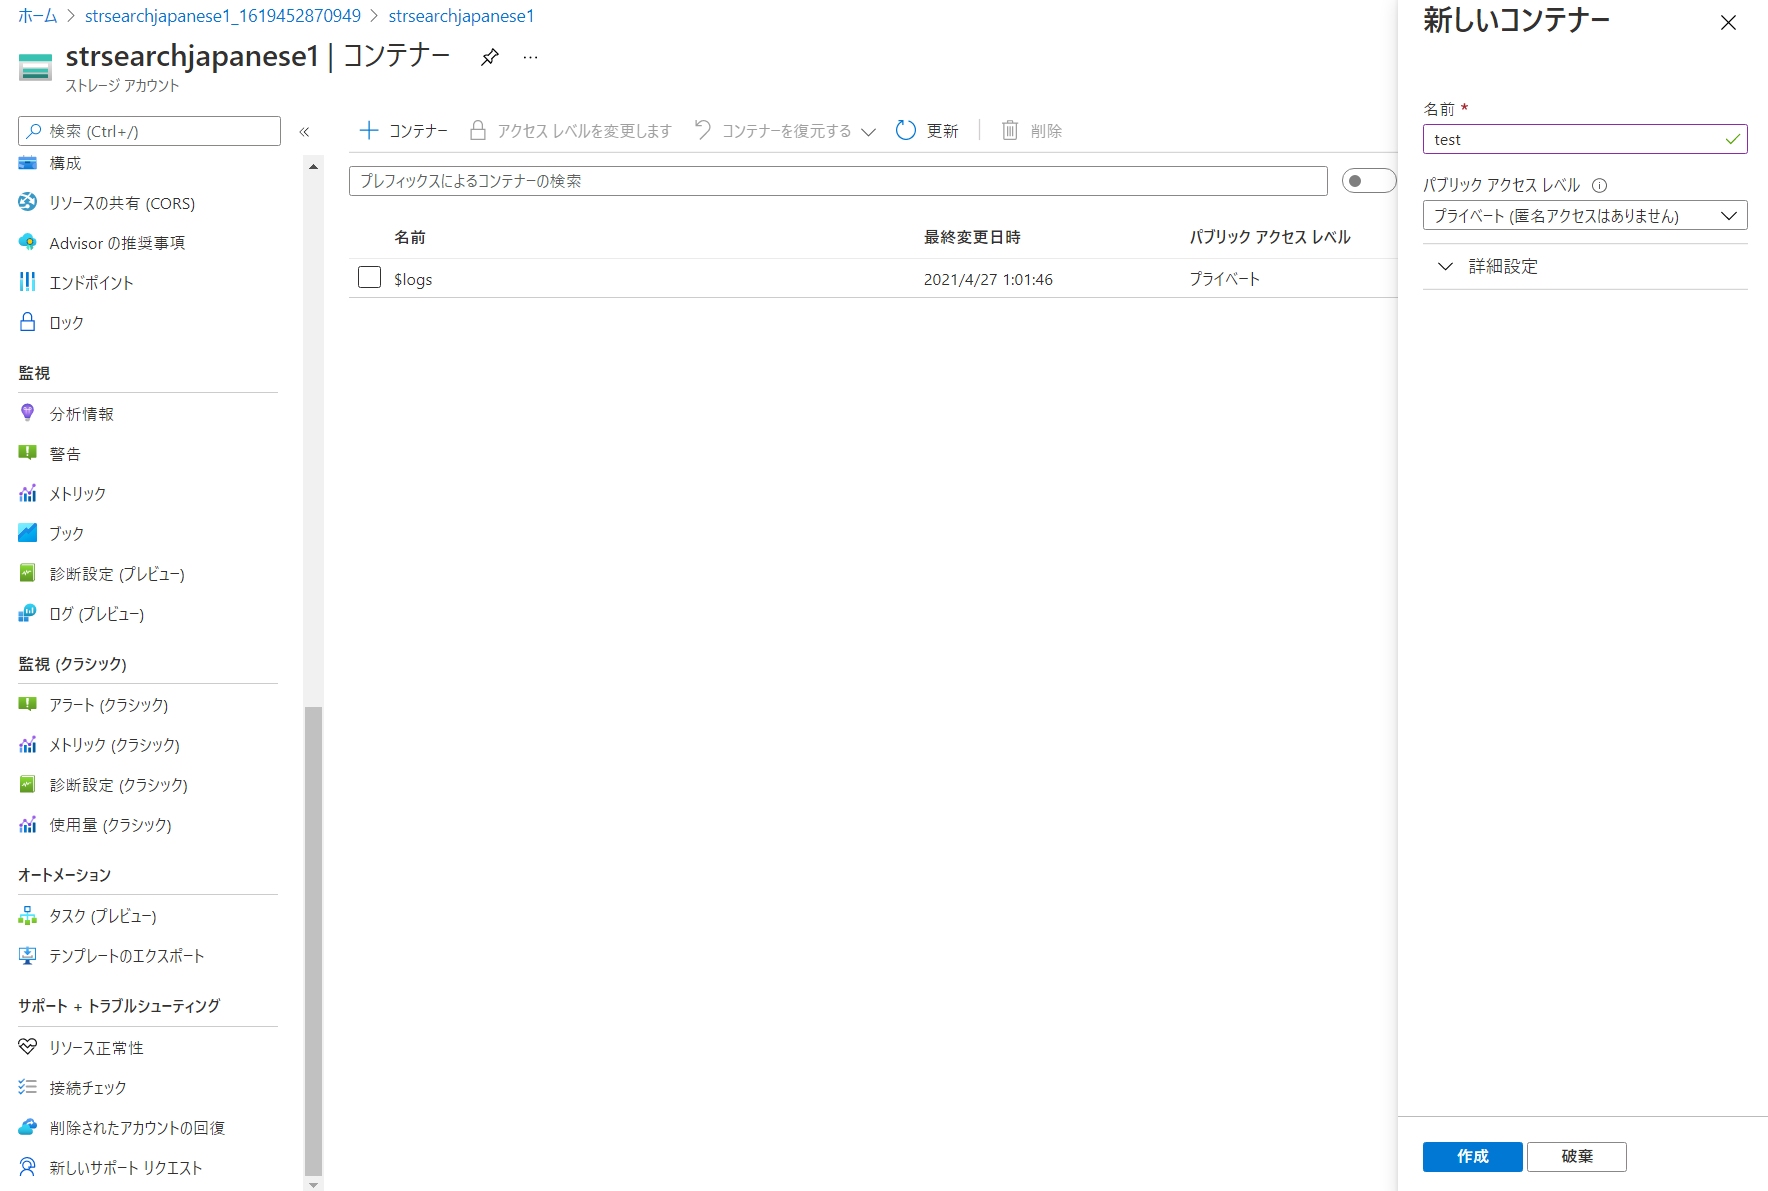 ホーム > strsearchjapanese1_1619452870949 > strsearchjapanese1
strsearchjapanese1 | コンテナー
ストレージ アカウント
検索 (Ctrl+/)
構成
リソースの共有 (CORS)
Advisor の推奨事項
エンドポイント
ロック
監視
分析情報
警告
メトリック
ブック
診断設定 (プレビュー)
ログ (プレビュー)
監視 (クラシック)
アラート (クラシック)
メトリック (クラシック)
診断設定 (クラシック)
使用量 (クラシック)
オートメーション
タスク (プレビュー)
テンプレートのエクスポート
サポート + トラブルシューティング
リソース正常性
接続チェック
削除されたアカウントの回復
新しいサポート リクエスト
コンテナー アクセス レベルを変更します コンテナーを復元する 更新 削除
プレフィックスによるコンテナーの検索
名前 最終変更日時 パブリック アクセス レベル
$logs 2021/4/27 1:01:46 プライベート
新しいコンテナー
名前 *
test
パブリック アクセス レベル
プライベート (匿名アクセスはありません)
詳細設定
作成 破棄